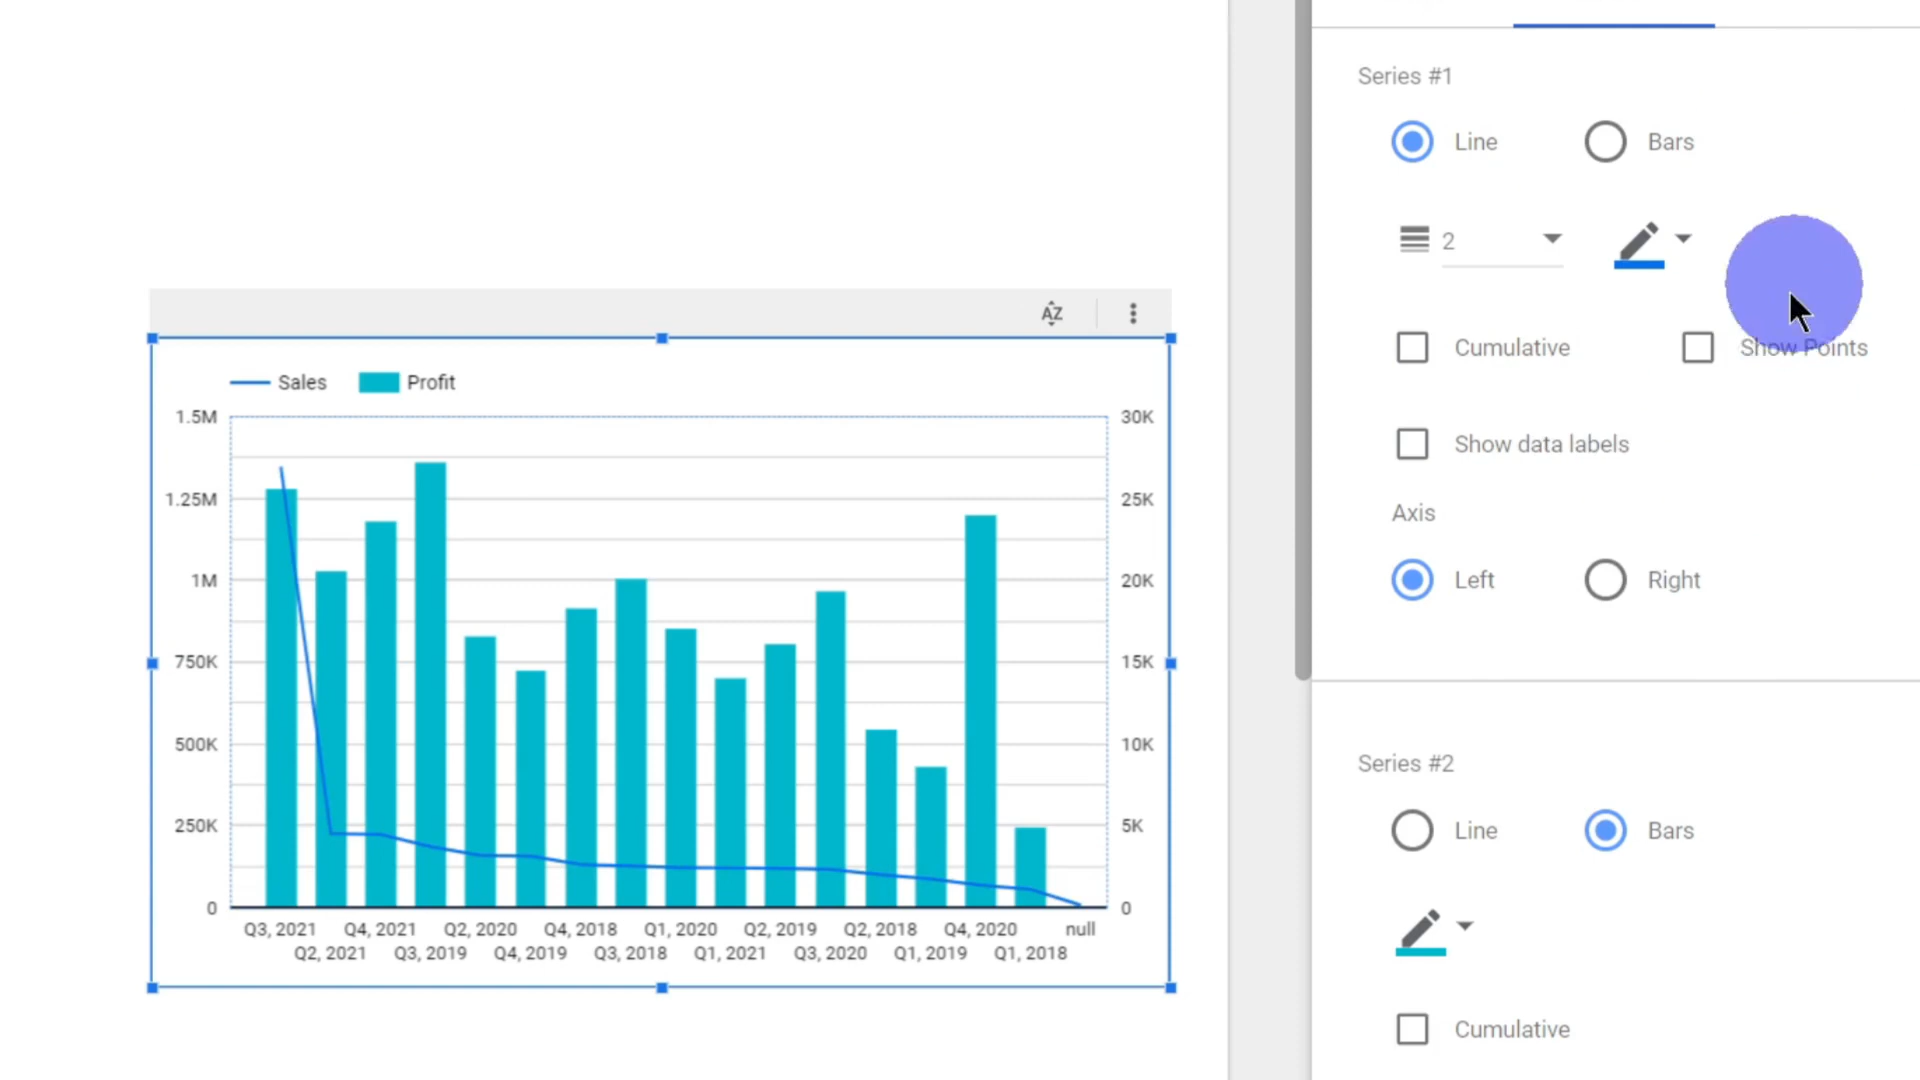 AZ
Sales Profit
1.5M 30K
1.25M 25K
1M 20K
750K 15K
500K 10K
250K 5K
0 0
Q3, 2021 Q4, 2021 Q2, 2020 Q4, 2018 Q1, 2020 Q2, 2019 Q2, 2018 Q4, 2020 null
Q2, 2021 Q3, 2019 Q4, 2019 Q3, 2018 Q1, 2021 Q3, 2020 Q1, 2019 Q1, 2018
Series #1
Line Bars
2
Cumulative Show Points
Show data labels
Axis
Left Right
Series #2
Line Bars
Cumulative